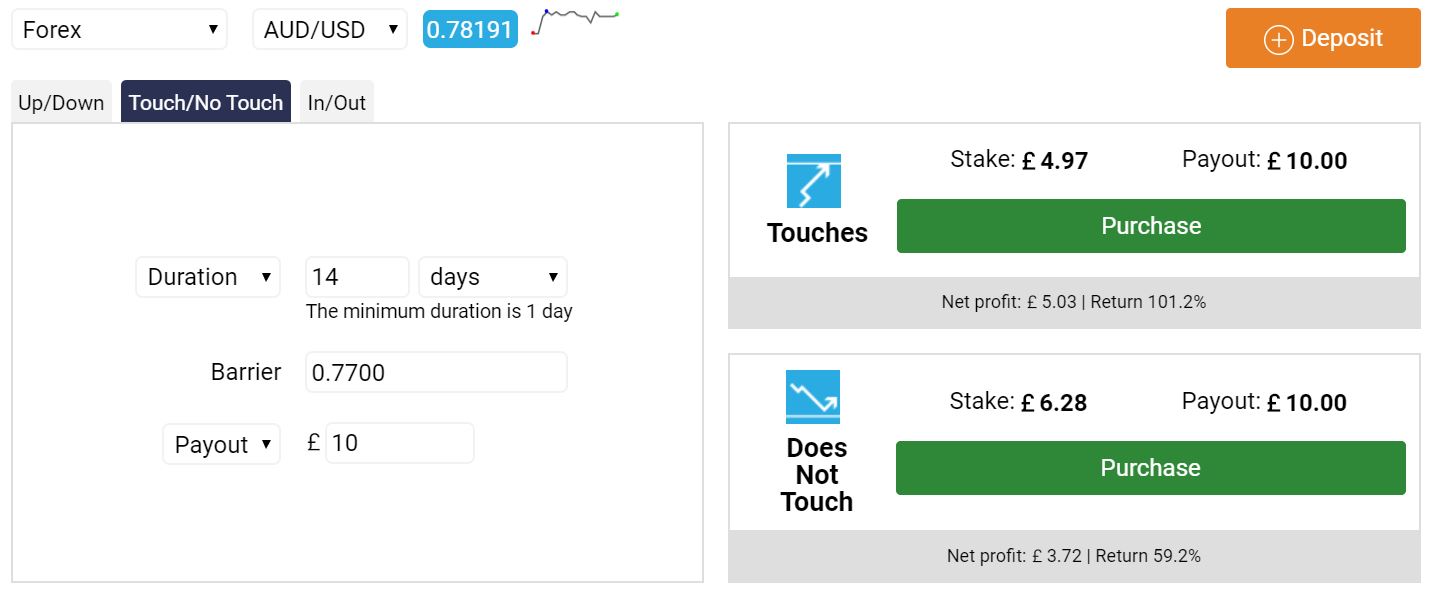 Forex
AUD/USD
0.78191
Deposit
Up/Down
Touch/No Touch
In/Out
Duration
14
days
The minimum duration is 1 day
Barrier
0.7700
Payout
£
10
Touches
Stake: £ 4.97
Payout: £ 10.00
Purchase
Net profit: £ 5.03 | Return 101.2%
Does
Not
Touch
Stake: £ 6.28
Payout: £ 10.00
Purchase
Net profit: £ 3.72 | Return 59.2%